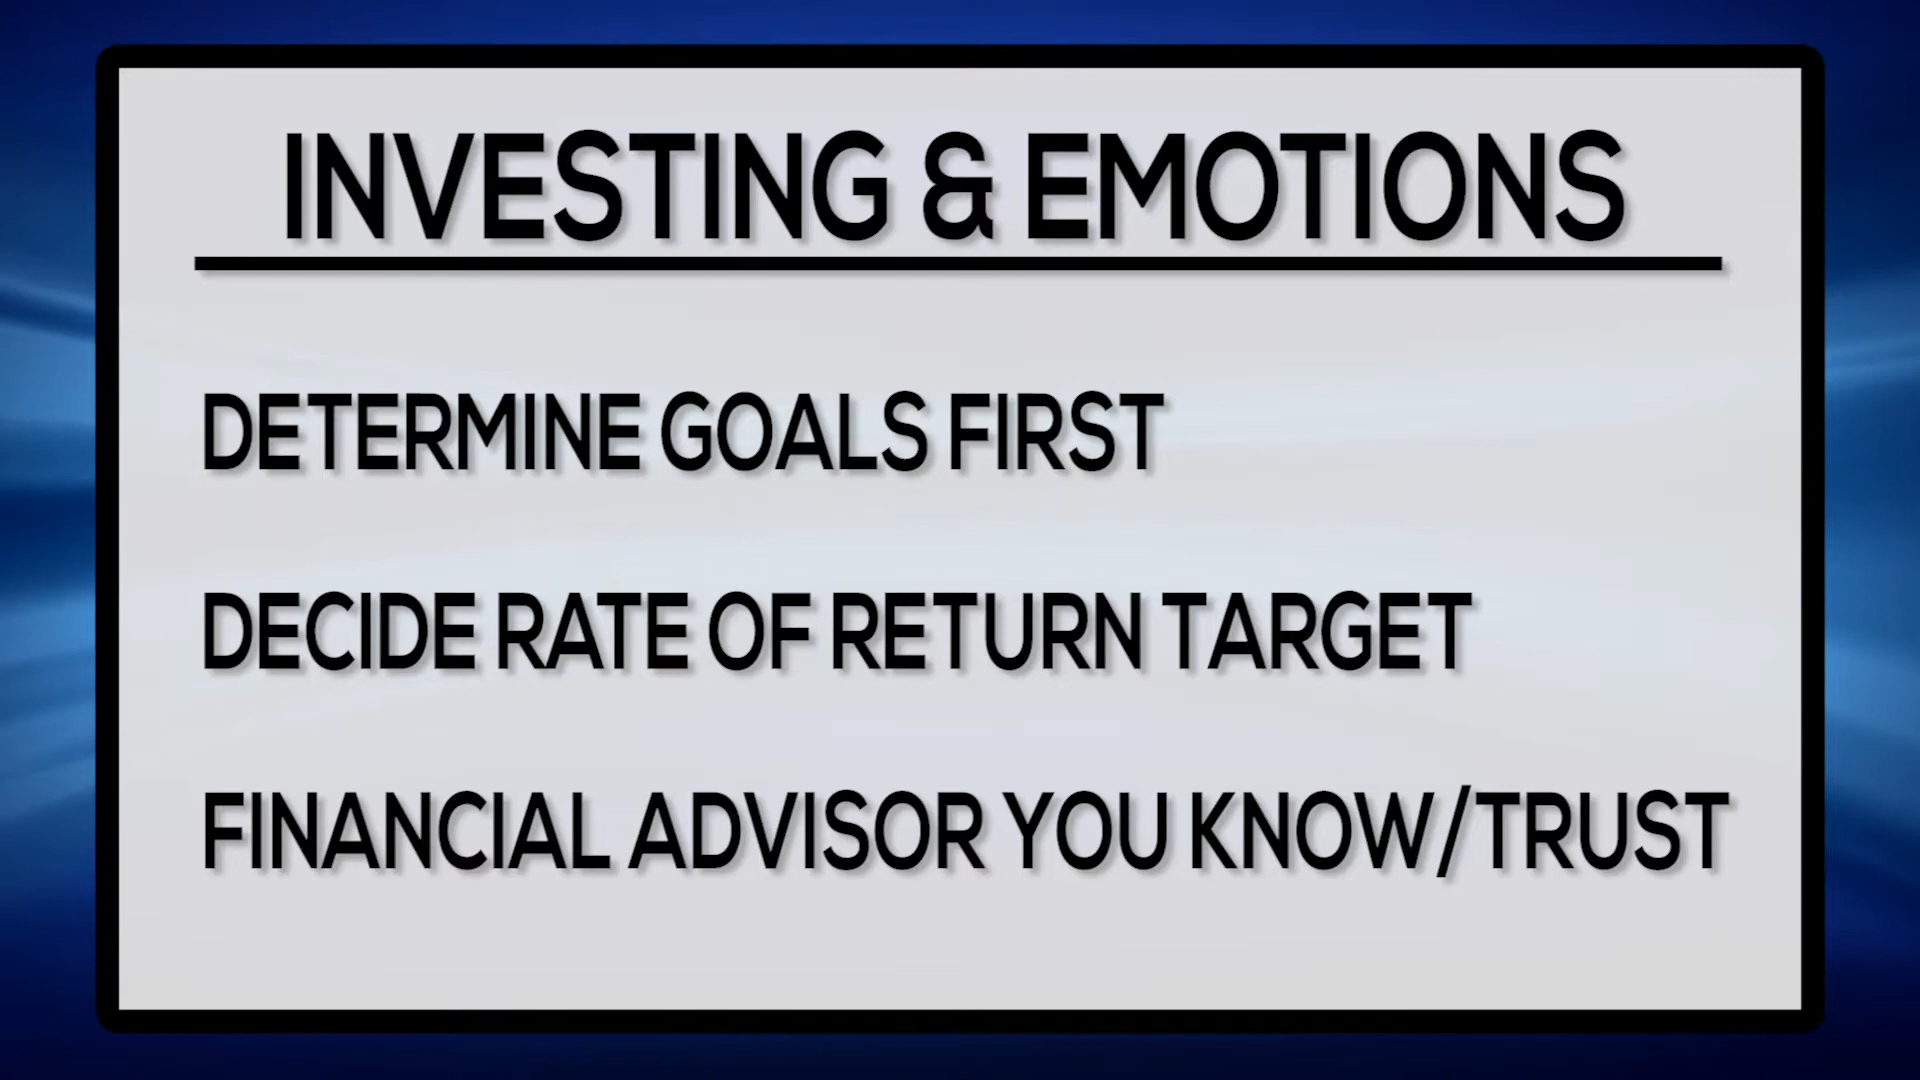 INVESTING & EMOTIONS
DETERMINE GOALS FIRST
DECIDE RATE OF RETURN TARGET
FINANCIAL ADVISOR YOU KNOW/TRUST